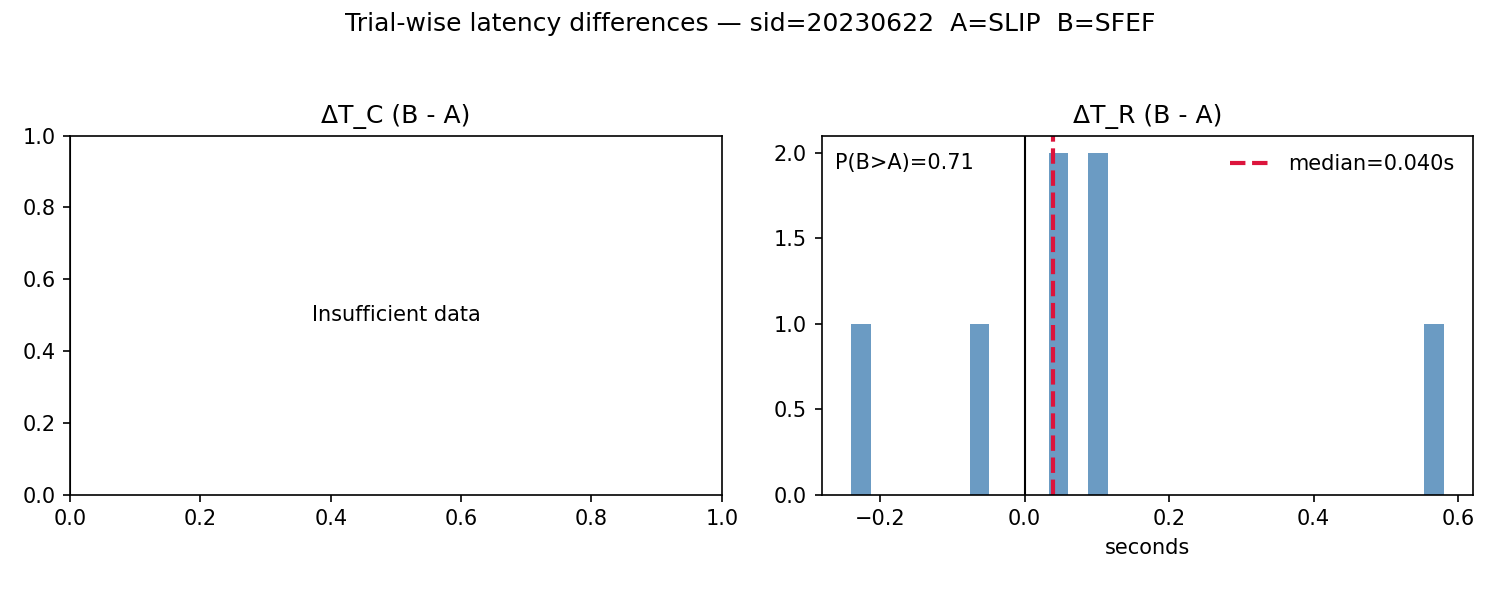 Trial-wise latency differences — sid=20230622  A=SLIP  B=SFEF
ΔT_C (B - A)
1.0
0.8
0.6
0.4
0.2
0.0
Insufficient data
0.0 0.2 0.4 0.6 0.8 1.0
ΔT_R (B - A)
2.0
1.5
1.0
0.5
0.0
P(B>A)=0.71
median=0.040s
−0.2 0.0 0.2 0.4 0.6
seconds